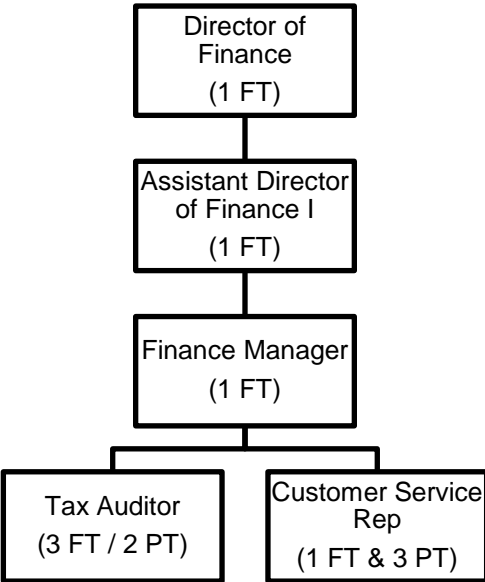 Director of
Finance
(1 FT)
Assistant Director
of Finance I
(1 FT)
Finance Manager
(1 FT)
Tax Auditor
(3 FT / 2 PT)
Customer Service
Rep
(1 FT & 3 PT)